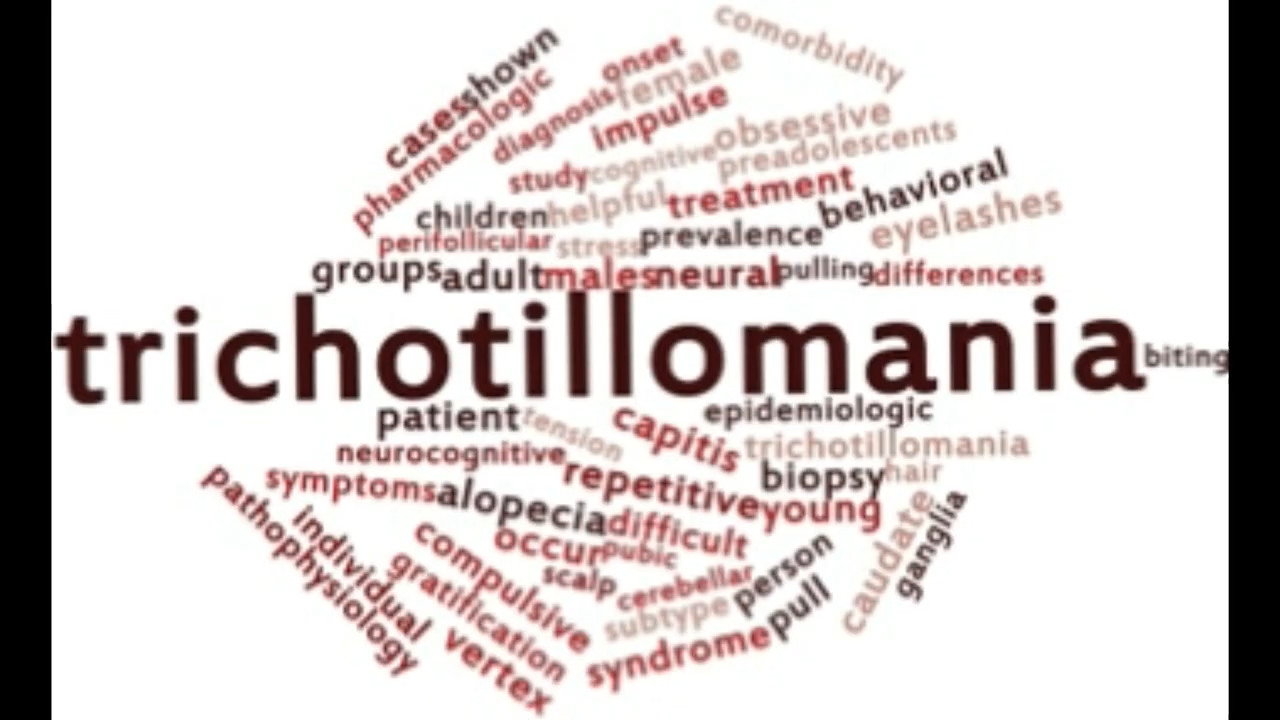 comorbidity
shown
cases
onset
female
pharmacologic
diagnosis
impulse
obsessive
preadolescents
study
cognitive
behavioral
treatment
helpful
children
eyelashes
perifollicular
stress
prevalence
groups
adult
males
neural
pulling
differences
trichotillomania
biting
patient
tension
capitis
epidemiologic
trichotillomania
neurocognitive
repetitive
biopsy
hair
symptoms
alopecia
young
pathophysiology
individual
compulsive
occur
difficult
pubic
caudate
ganglia
gratification
scalp
cerebellar
person
subtype
pull
vertex
syndrome